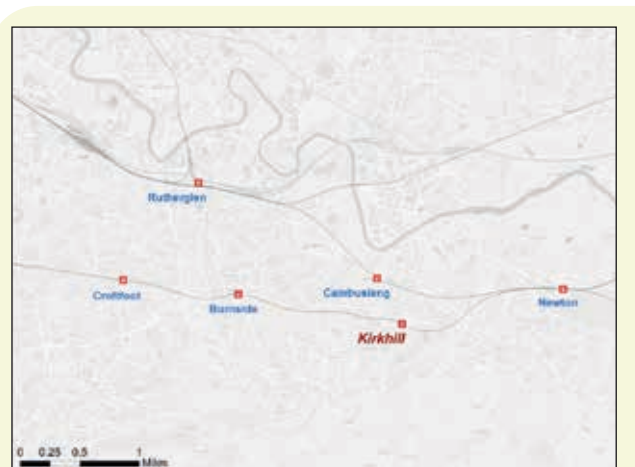 Rutherglen
Croftfoot
Burnside
Cambuslang
Newton
Kirkhill
0 0.25 0.5 1
Miles